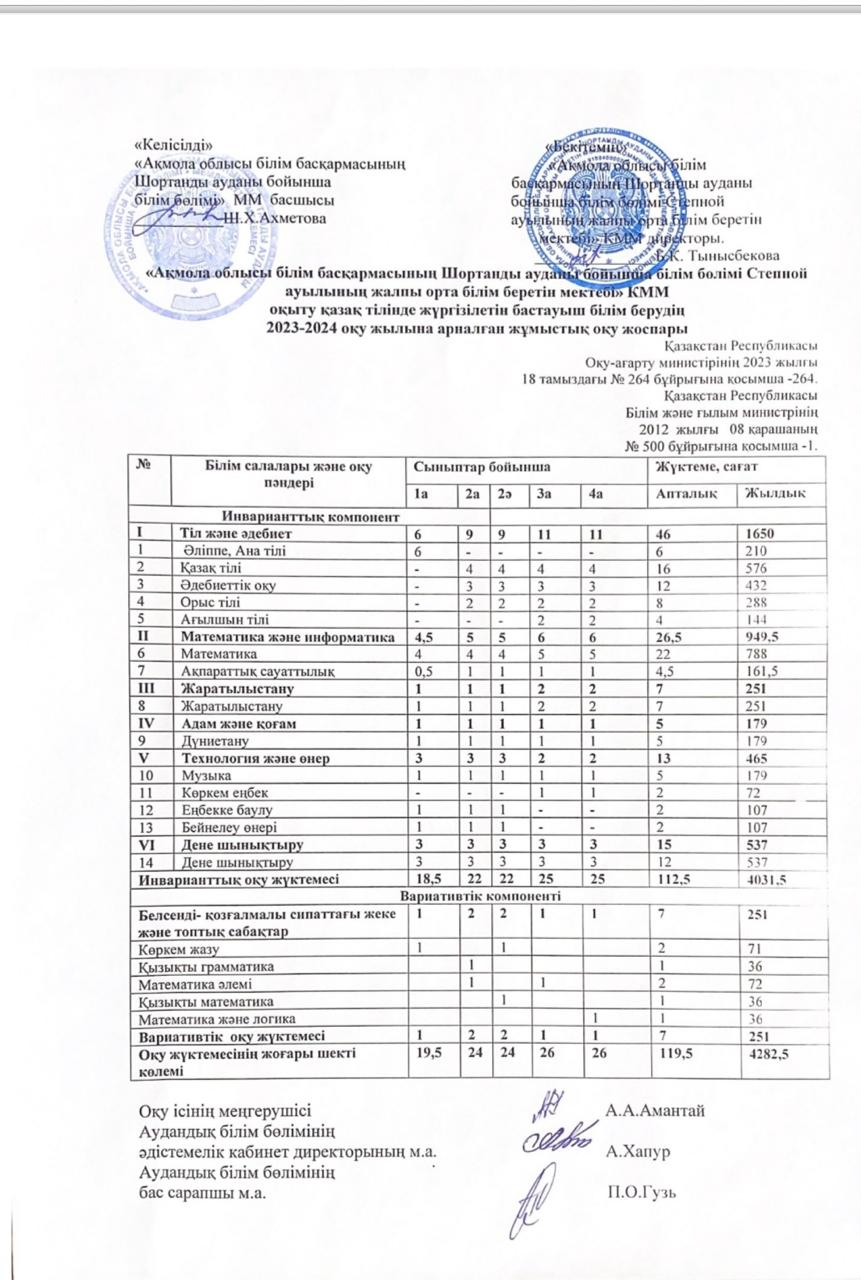 «Келісілді»
«Ақмола облысы білім басқармасының
Шортанды ауданы бойынша
білім бөлімі» ММ басшысы
Ш.Х.Ахметова
«Бекітемін»
«Ақмола облысы білім
басқармасының Шортанды ауданы
бойынша білім бөлімі Степной
ауылының жалпы орта білім беретін
мектебі» КММ директоры.
Б.К. Тынысбекова
«Ақмола облысы білім басқармасының Шортанды ауданы бойынша білім бөлімі Степной
ауылының жалпы орта білім беретін мектебі» КММ
оқыту қазақ тілінде жүргізілетін бастауыш білім берудің
2023-2024 оқу жылына арналған жұмыстық оқу жоспары
Қазақстан Республикасы
Оқу-ағарту министірінің 2023 жылғы
18 тамыздағы № 264 бұйрығына қосымша -264.
Қазақстан Республикасы
Білім және ғылым министрінің
2012 жылғы 08 қарашаның
№ 500 бұйрығына қосымша -1.
№ Білім салалары және оқу пәндері Сыныптар бойынша Жүктеме, сағат
1а 2а 2ә 3а 4а Апталық Жылдық
Инварианттық компонент
I Тіл және әдебиет 6 9 9 11 11 46 1650
1 Әліппе, Ана тілі 6 - - - - 6 210
2 Қазақ тілі - 4 4 4 4 16 576
3 Әдебиеттік оқу - 3 3 3 3 12 432
4 Орыс тілі - 2 2 2 2 8 288
5 Ағылшын тілі - - - 2 2 4 144
II Математика және информатика 4,5 5 5 6 6 26,5 949,5
6 Математика 4 4 4 5 5 22 788
7 Ақпараттық сауаттылық 0,5 1 1 1 1 4,5 161,5
III Жаратылыстану 1 1 1 2 2 7 251
8 Жаратылыстану 1 1 1 2 2 7 251
IV Адам және қоғам 1 1 1 1 1 5 179
9 Дүниетану 1 1 1 1 1 5 179
V Технология және өнер 3 3 3 2 2 13 465
10 Музыка 1 1 1 1 1 5 179
11 Көркем еңбек - - - 1 1 2 72
12 Еңбекке баулу 1 1 1 - - 2 107
13 Бейнелеу өнері 1 1 1 - - 2 107
VI Дене шынықтыру 3 3 3 3 3 15 537
14 Дене шынықтыру 3 3 3 3 3 12 537
Инварианттық оқу жүктемесі 18,5 22 22 25 25 112,5 4031,5
Вариативтік компоненті
Белсенді- қозғалмалы сипаттағы жеке 1 2 2 1 1 7 251
және топтық сабақтар
Көркем жазу 1 1 2 71
Қызықты грамматика 1 1 36
Математика әлемі 1 1 2 72
Қызықты математика 1 1 36
Математика және логика 1 1 36
Вариативтік оқу жүктемесі 1 2 2 1 1 7 251
Оқу жүктемесінің жоғары шекті 19,5 24 24 26 26 119,5 4282,5
көлемі
Оқу ісінің меңгерушісі А.А.Амантай
Аудандық білім бөлімінің
әдістемелік кабинет директорының м.а. А.Хапур
Аудандық білім бөлімінің
бас сарапшы м.а. П.О.Гузь